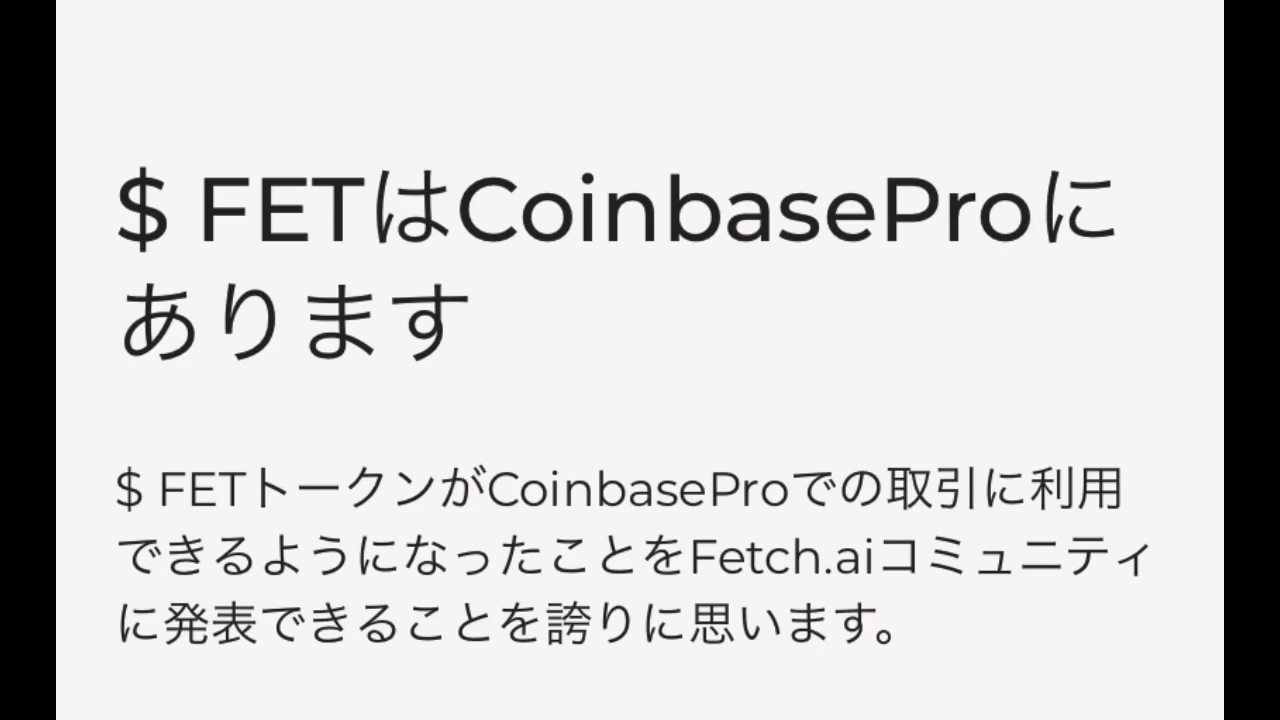 $ FETはCoinbaseProに
あります
$ FETトークンがCoinbaseProでの取引に利用
できるようになったことをFetch.aiコミュニティ
に発表できることを誇りに思います。